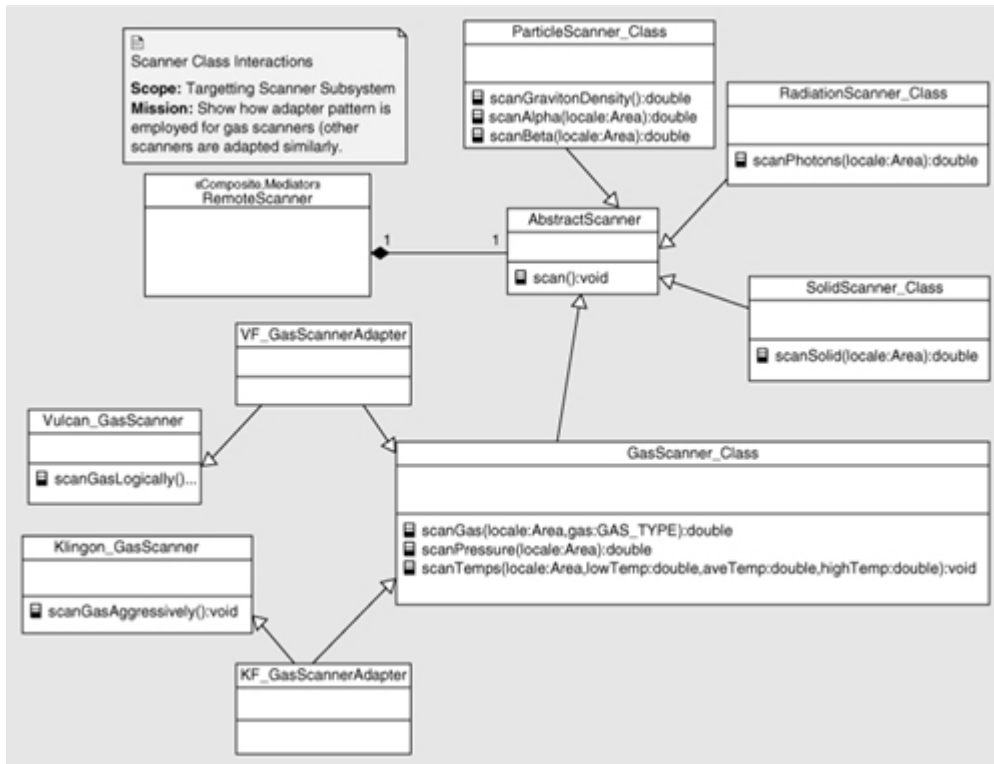 Scanner Class Interactions
Scope: Targetting Scanner Subsystem
Mission: Show how adapter pattern is
employed for gas scanners (other
scanners are adapted similarly.
ParticleScanner_Class
scanGravitonDensity():double
scanAlpha(locale:Area):double
scanBeta(locale:Area):double
RadiationScanner_Class
scanPhotons(locale:Area):double
«Composite,Mediator»
RemoteScanner
1
1
AbstractScanner
scan():void
SolidScanner_Class
scanSolid(locale:Area):double
VF_GasScannerAdapter
Vulcan_GasScanner
scanGasLogically()...
GasScanner_Class
scanGas(locale:Area,gas:GAS_TYPE):double
scanPressure(locale:Area):double
scanTemps(locale:Area,lowTemp:double,aveTemp:double,highTemp:double):void
Klingon_GasScanner
scanGasAggressively():void
KF_GasScannerAdapter